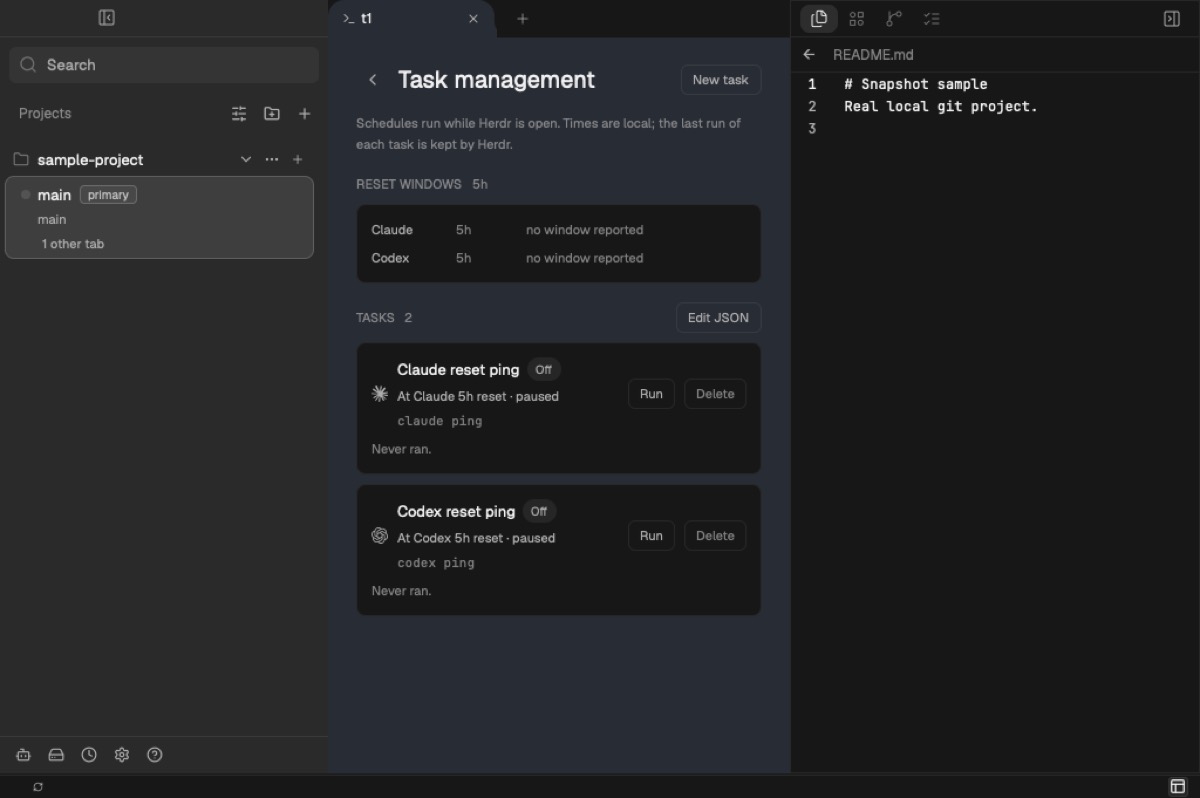 Search
Projects
sample-project
main primary
main
1 other tab
>_ t1
Task management
New task
Schedules run while Herdr is open. Times are local; the last run of
each task is kept by Herdr.
RESET WINDOWS 5h
Claude 5h no window reported
Codex 5h no window reported
TASKS 2
Edit JSON
Claude reset ping Off
At Claude 5h reset · paused
claude ping
Never ran.
Run
Delete
Codex reset ping Off
At Codex 5h reset · paused
codex ping
Never ran.
Run
Delete
README.md
1 # Snapshot sample
2 Real local git project.
3